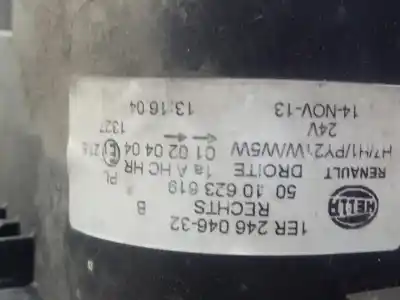 1ER 246 046-32
RECHTS B
50 10 623 619
RENAULT DROITE 1a A HC HR PL
H7/H1/PY21W/W5W 01 02 04 04
24V 1327
14-NOV-13 13:16:04
HELLA